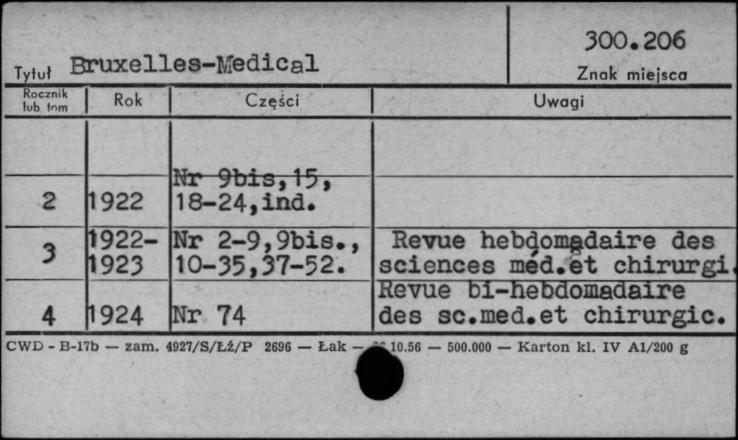 300.206
Tytuł Bruxelles-Medical
Znak miejsca
Rocznik lub tom Rok Części Uwagi
Nr 9bis,15,
2 1922 18-24,ind.
3 1922- Nr 2-9,9bis., Revue hebdomadaire des
1923 10-35,37-52. sciences méd.et chirurgi.
Revue bi-hebdomadaire
4 1924 Nr 74 des sc.med.et chirurgic.
CWD - B-17b — zam. 4927/S/Łź/P 2696 — Łak — 10.56 — 500.000 — Karton kl. IV A1/200 g